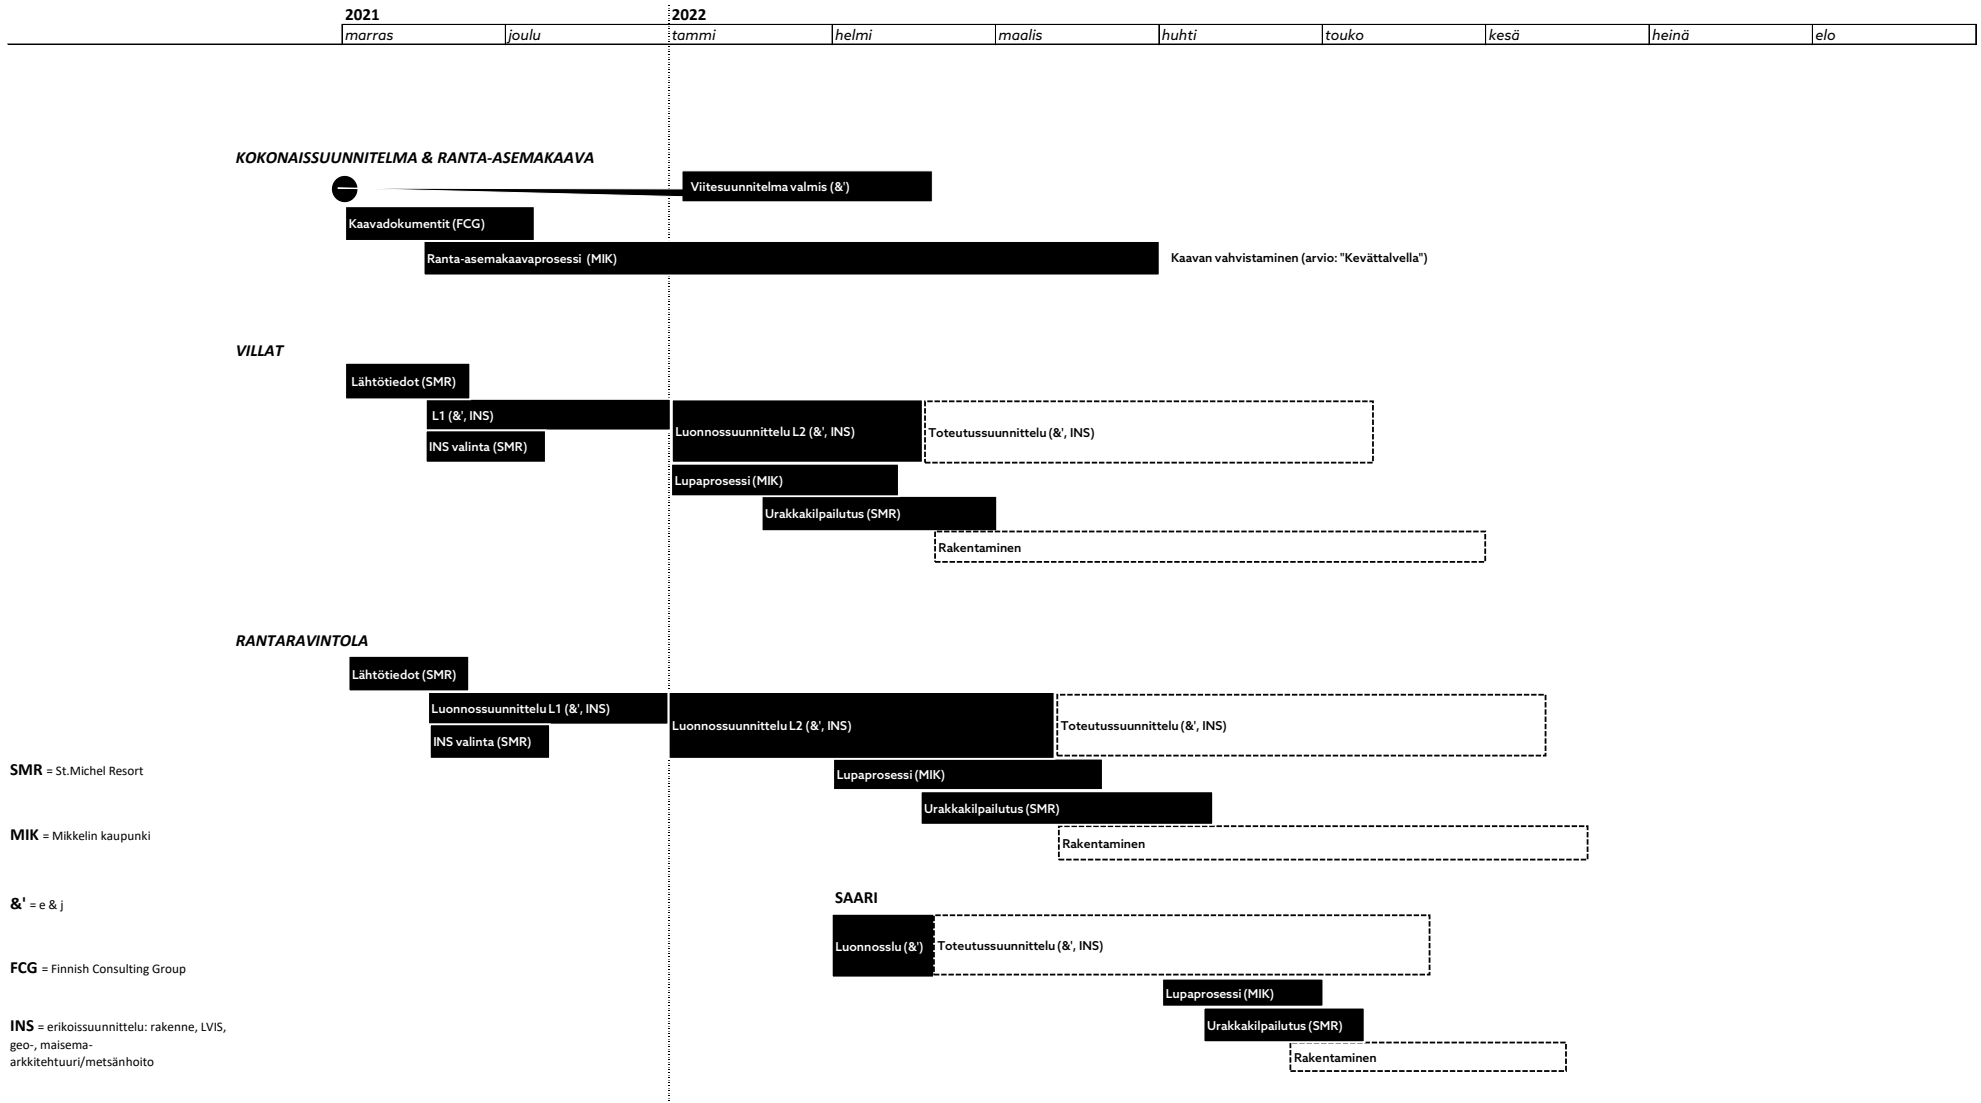 2021 2022
marras joulu tammi helmi maalis huhti touko kesä heinä elo
KOKONAISSUUNNITELMA & RANTA-ASEMAKAAVA
Viitesuunnitelma valmis (&')
Kaavadokumentit (FCG)
Ranta-asemakaavaprosessi (MIK) Kaavan vahvistaminen (arvio: "Kevättalvella")
VILLAT
Lähtötiedot (SMR)
L1 (&', INS)
Luonnossuunnittelu L2 (&', INS) Toteutussuunnittelu (&', INS)
INS valinta (SMR)
Lupaprosessi (MIK)
Urakkakilpailutus (SMR)
Rakentaminen
RANTARAVINTOLA
Lähtötiedot (SMR)
Luonnossuunnittelu L1 (&', INS)
Luonnossuunnittelu L2 (&', INS) Toteutussuunnittelu (&', INS)
INS valinta (SMR)
Lupaprosessi (MIK)
Urakkakilpailutus (SMR)
Rakentaminen
SAARI
Luonnosslu (&') Toteutussuunnittelu (&', INS)
Lupaprosessi (MIK)
Urakkakilpailutus (SMR)
Rakentaminen
SMR = St.Michel Resort
MIK = Mikkelin kaupunki
&' = e & j
FCG = Finnish Consulting Group
INS = erikoissuunnittelu: rakenne, LVIS,
geo-, maisema-
arkkitehtuuri/metsänhoito